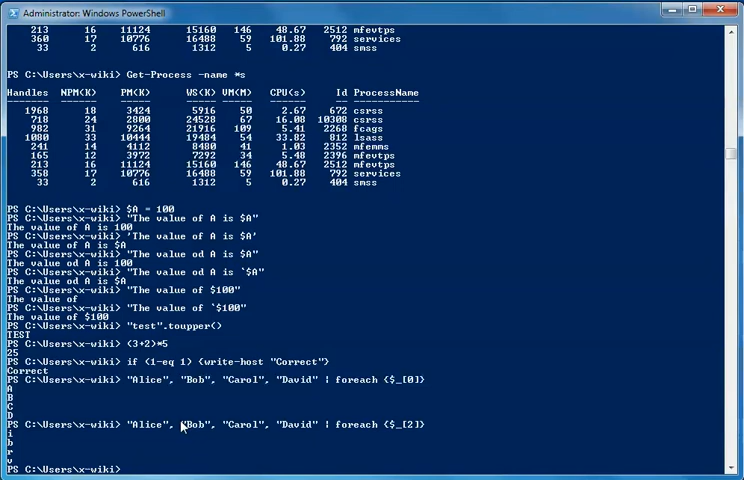 Administrator: Windows PowerShell
213 16 11124 15160 146 48.67 2512 mfevtps
360 17 10776 16488 59 101.88 792 services
33 2 616 1312 5 0.27 404 smss
PS C:\Users\x-wiki> Get-Process -name *s
Handles NPM(K) PM(K) WS(K) VM(M) CPU(s) Id ProcessName
------- ------ ----- ----- ----- ------ -- -----------
1968 18 3424 5916 50 2.67 672 csrss
718 24 2800 24528 67 16.08 10308 csrss
982 31 9264 21916 109 5.41 2268 fcags
1080 33 10444 19484 54 33.82 812 lsass
241 14 4112 8480 41 1.03 2352 mfemms
165 12 3972 7292 34 5.48 2396 mfevtps
213 16 11124 15160 146 48.67 2512 mfevtps
358 17 10776 16488 59 101.88 792 services
33 2 616 1312 5 0.27 404 smss
PS C:\Users\x-wiki> $A = 100
PS C:\Users\x-wiki> "The value of A is $A"
The value of A is 100
PS C:\Users\x-wiki> 'The value of A is $A'
The value of A is $A
PS C:\Users\x-wiki> "The value od A is $A"
The value od A is 100
PS C:\Users\x-wiki> "The value od A is `$A"
The value od A is $A
PS C:\Users\x-wiki> "The value of $100"
The value of
PS C:\Users\x-wiki> "The value of `$100"
The value of $100
PS C:\Users\x-wiki> "test".toupper()
TEST
PS C:\Users\x-wiki> (3+2)*5
25
PS C:\Users\x-wiki> if (1-eq 1) {write-host "Correct"}
Correct
PS C:\Users\x-wiki> "Alice", "Bob", "Carol", "David" | foreach {$_[0]}
A
B
C
D
PS C:\Users\x-wiki> "Alice", "Bob", "Carol", "David" | foreach {$_[2]}
i
b
r
v
PS C:\Users\x-wiki>